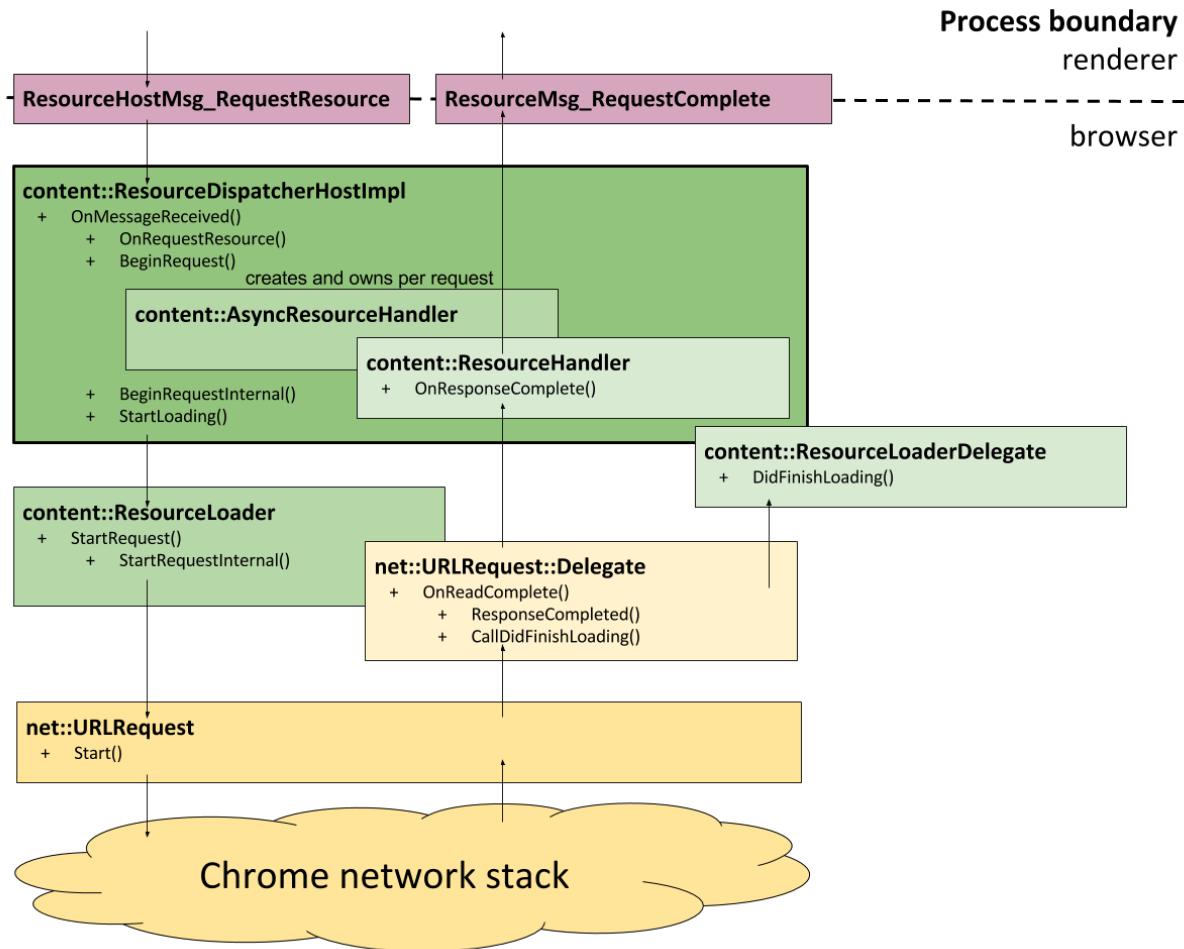 Process boundary
renderer
ResourceHostMsg_RequestResource
ResourceMsg_RequestComplete
browser
content::ResourceDispatcherHostImpl
+ OnMessageReceived()
+ OnRequestResource()
+ BeginRequest()
creates and owns per request
content::AsyncResourceHandler
content::ResourceHandler
+ OnResponseComplete()
+ BeginRequestInternal()
+ StartLoading()
content::ResourceLoaderDelegate
+ DidFinishLoading()
content::ResourceLoader
+ StartRequest()
+ StartRequestInternal()
net::URLRequest::Delegate
+ OnReadComplete()
+ ResponseCompleted()
+ CallDidFinishLoading()
net::URLRequest
+ Start()
Chrome network stack